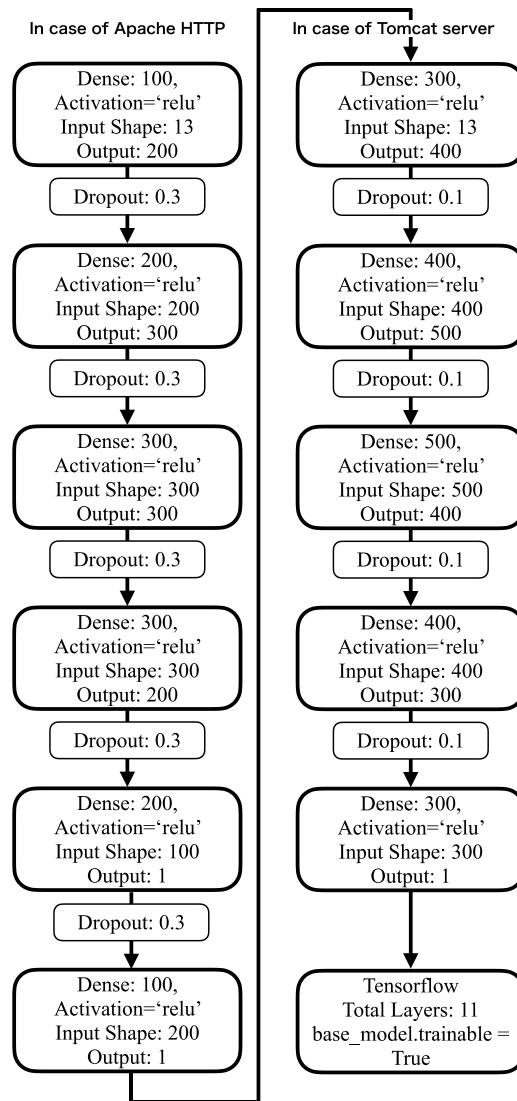 In case of Apache HTTP
Dense: 100,
Activation=‘relu’
Input Shape: 13
Output: 200
Dropout: 0.3
Dense: 200,
Activation=‘relu’
Input Shape: 200
Output: 300
Dropout: 0.3
Dense: 300,
Activation=‘relu’
Input Shape: 300
Output: 300
Dropout: 0.3
Dense: 300,
Activation=‘relu’
Input Shape: 300
Output: 200
Dropout: 0.3
Dense: 200,
Activation=‘relu’
Input Shape: 100
Output: 1
Dropout: 0.3
Dense: 100,
Activation=‘relu’
Input Shape: 200
Output: 1
In case of Tomcat server
Dense: 300,
Activation=‘relu’
Input Shape: 13
Output: 400
Dropout: 0.1
Dense: 400,
Activation=‘relu’
Input Shape: 400
Output: 500
Dropout: 0.1
Dense: 500,
Activation=‘relu’
Input Shape: 500
Output: 400
Dropout: 0.1
Dense: 400,
Activation=‘relu’
Input Shape: 400
Output: 300
Dropout: 0.1
Dense: 300,
Activation=‘relu’
Input Shape: 300
Output: 1
Tensorflow
Total Layers: 11
base_model.trainable =
True